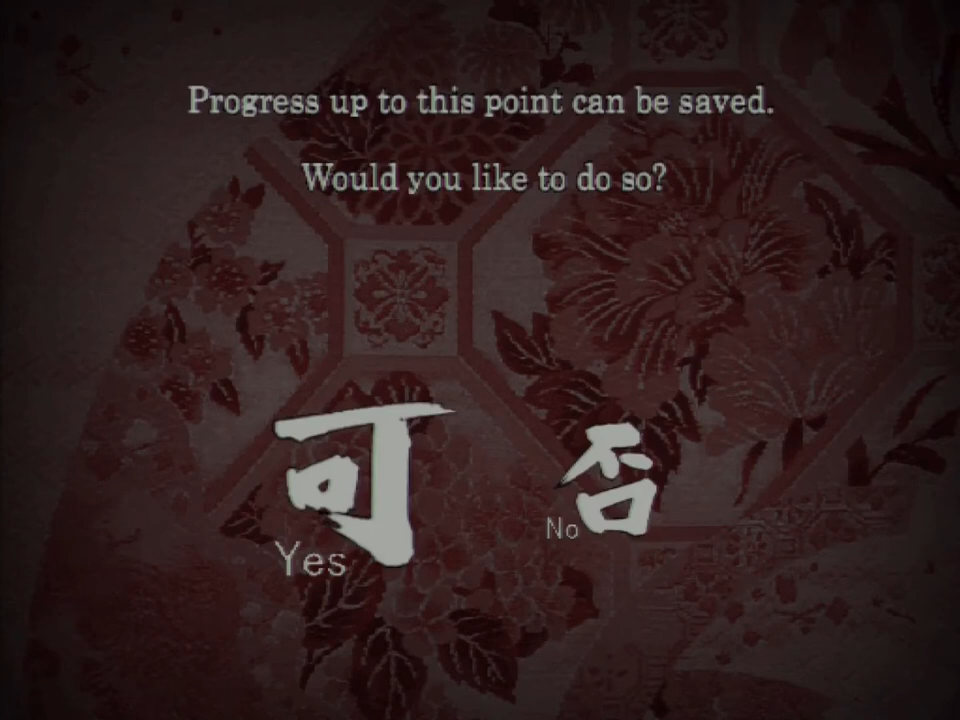 Progress up to this point can be saved.
Would you like to do so?
可 否
Yes No